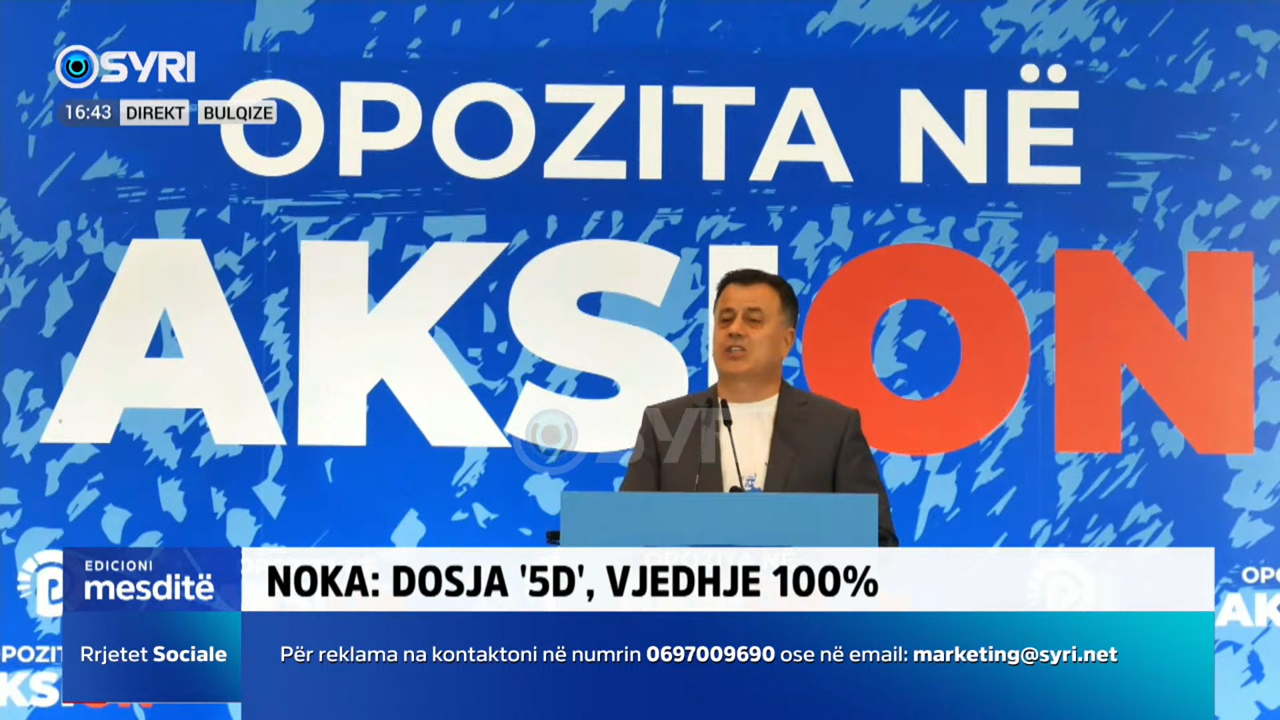 SYRI
16:43 DIREKT BULQIZE
OPOZITA NË
AKSION
SYRI
EDICIONI
mesditë
NOKA: DOSJA '5D', VJEDHJE 100%
Rrjetet Sociale
Për reklama na kontaktoni në numrin 0697009690 ose në email: marketing@syri.net